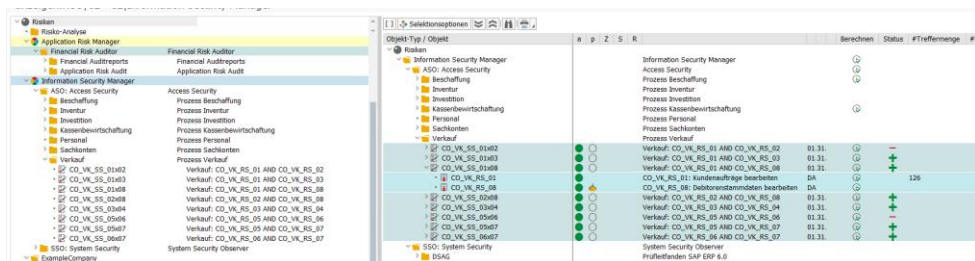 Risiken
Risiko-Analyse
Application Risk Manager
Financial Risk Auditor Financial Risk Auditor
Financial Auditreports Financial Auditreports
Application Risk Audit Application Risk Audit
Information Security Manager
ASO: Access Security Access Security
Beschaffung Prozess Beschaffung
Inventur Prozess Inventur
Investition Prozess Investition
Kassenbewirtschaftung Prozess Kassenbewirtschaftung
Personal Prozess Personal
Sachkonten Prozess Sachkonten
Verkauf Prozess Verkauf
CO_VK_SS_01x02 Verkauf: CO_VK_RS_01 AND CO_VK_RS_02
CO_VK_SS_01x03 Verkauf: CO_VK_RS_01 AND CO_VK_RS_03
CO_VK_SS_01x08 Verkauf: CO_VK_RS_01 AND CO_VK_RS_08
CO_VK_SS_02x08 Verkauf: CO_VK_RS_02 AND CO_VK_RS_08
CO_VK_SS_03x04 Verkauf: CO_VK_RS_03 AND CO_VK_RS_04
CO_VK_SS_05x06 Verkauf: CO_VK_RS_05 AND CO_VK_RS_06
CO_VK_SS_05x07 Verkauf: CO_VK_RS_05 AND CO_VK_RS_07
CO_VK_SS_06x07 Verkauf: CO_VK_RS_06 AND CO_VK_RS_07
SSO: System Security System Security Observer
ExampleCompany
Selektionsoptionen
Objekt-Typ / Objekt a p Z S R Berechnen Status #Treffermenge #
Risiken
Information Security Manager Information Security Manager
ASO: Access Security Access Security
Beschaffung Prozess Beschaffung
Inventur Prozess Inventur
Investition Prozess Investition
Kassenbewirtschaftung Prozess Kassenbewirtschaftung
Personal Prozess Personal
Sachkonten Prozess Sachkonten
Verkauf Prozess Verkauf
CO_VK_SS_01x02 Verkauf: CO_VK_RS_01 AND CO_VK_RS_02 01.31.
CO_VK_SS_01x03 Verkauf: CO_VK_RS_01 AND CO_VK_RS_03 01.31.
CO_VK_SS_01x08 Verkauf: CO_VK_RS_01 AND CO_VK_RS_08 01.31.
CO_VK_RS_01 CO_VK_RS_01: Kundenaufträge bearbeiten DA 126
CO_VK_RS_08 CO_VK_RS_08: Debitorenstammdaten bearbeiten DA
CO_VK_SS_02x08 Verkauf: CO_VK_RS_02 AND CO_VK_RS_08 01.31.
CO_VK_SS_03x04 Verkauf: CO_VK_RS_03 AND CO_VK_RS_04 01.31.
CO_VK_SS_05x06 Verkauf: CO_VK_RS_05 AND CO_VK_RS_06 01.31.
CO_VK_SS_05x07 Verkauf: CO_VK_RS_05 AND CO_VK_RS_07 01.31.
CO_VK_SS_06x07 Verkauf: CO_VK_RS_06 AND CO_VK_RS_07 01.31.
SSO: System Security System Security Observer
DSAG Prüfleitfanden SAP ERP 6.0